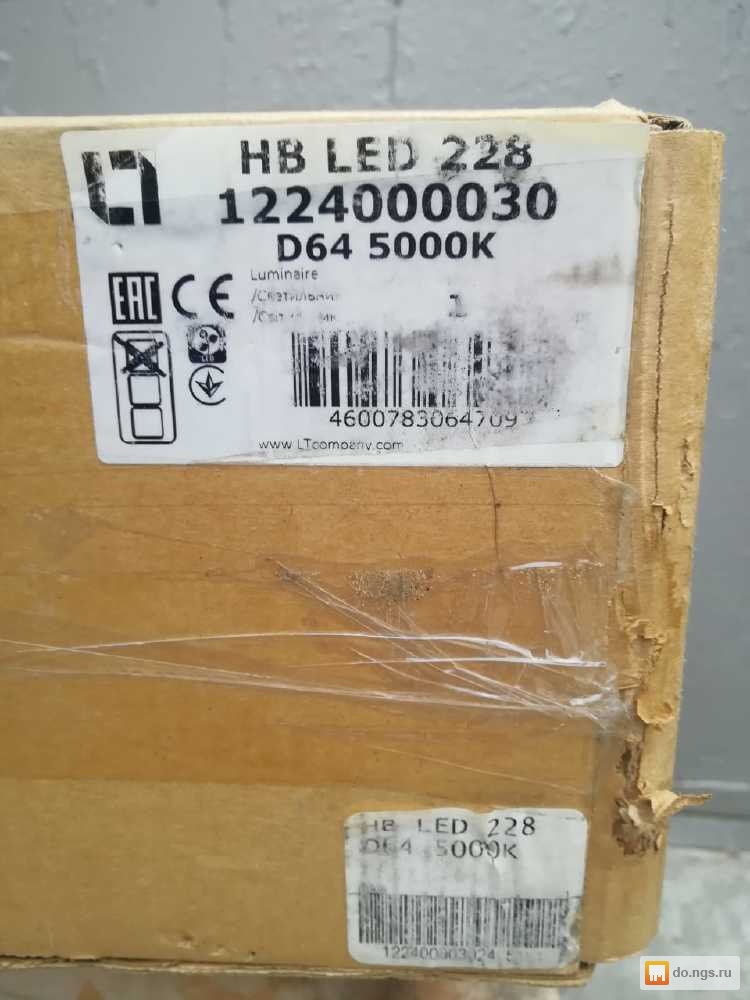 HB LED 228
1224000030
D64 5000K
Luminaire
EAC CE
LED
1
www.LTcompany.com
HB LED 228
D64 5000K
do.ngs.ru